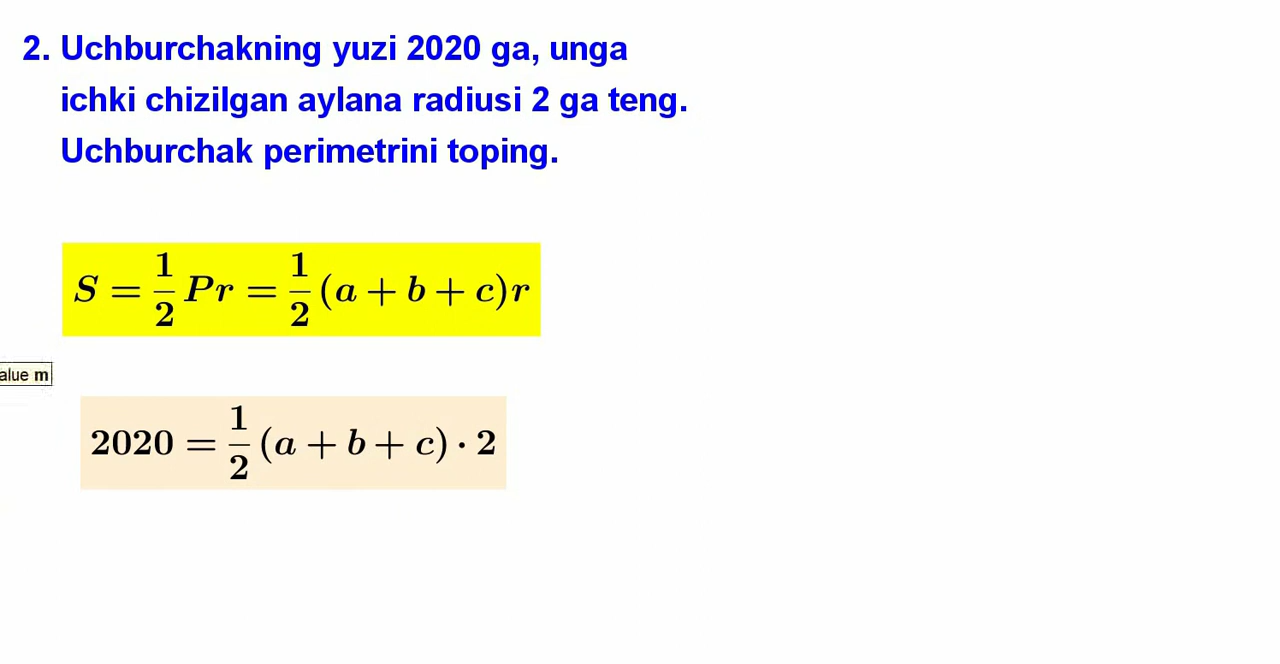 2. Uchburchakning yuzi 2020 ga, unga
ichki chizilgan aylana radiusi 2 ga teng.
Uchburchak perimetrini toping.
S = 1/2 Pr = 1/2 (a + b + c)r
alue m
2020 = 1/2 (a + b + c) · 2